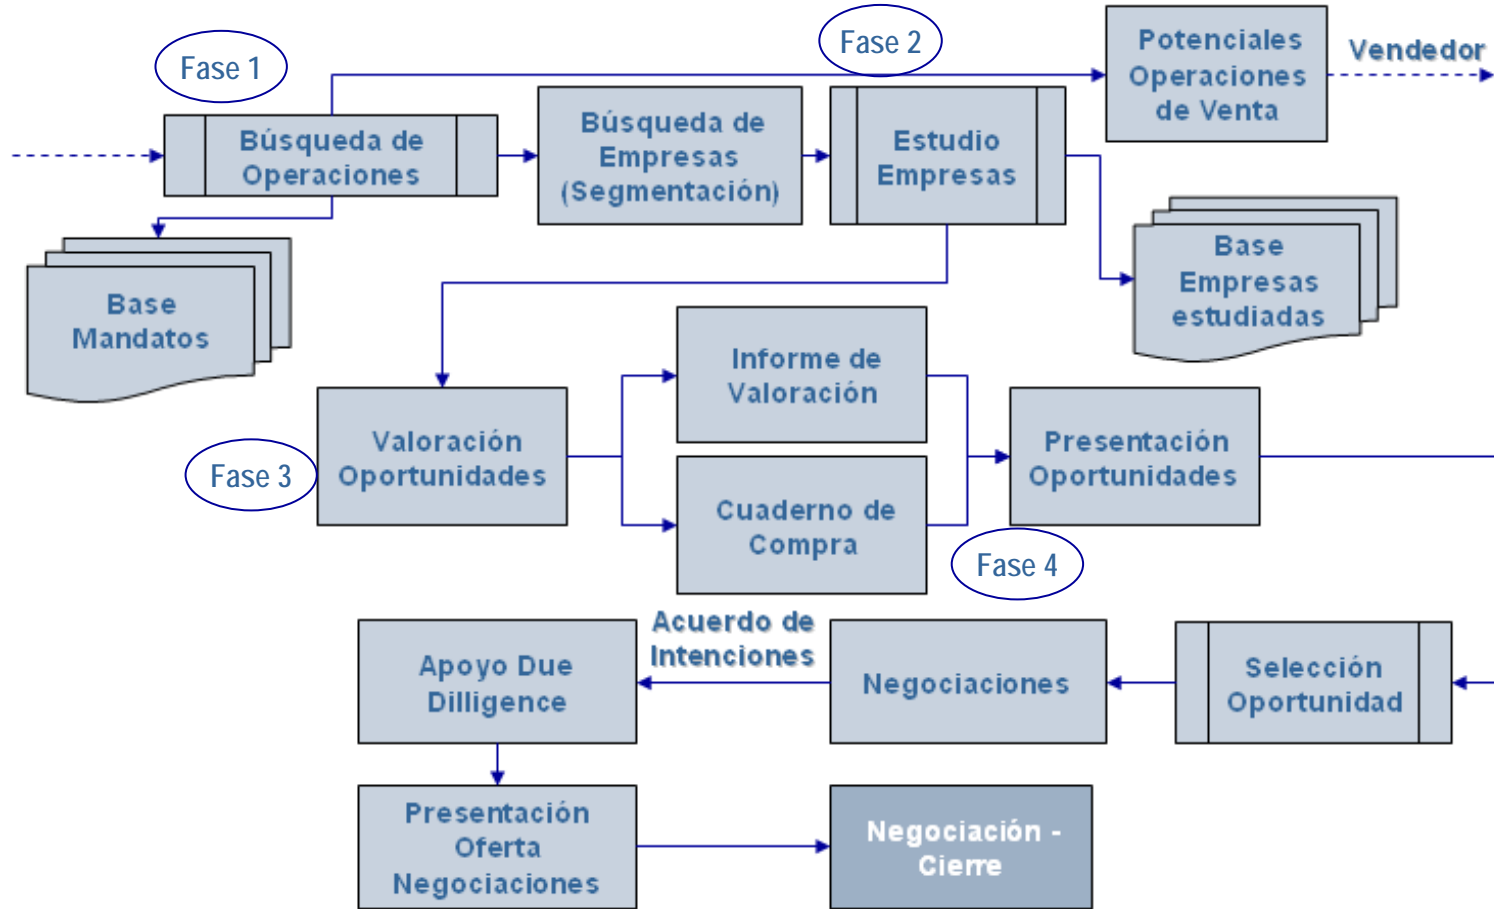 Fase 1
Fase 2
Potenciales
Operaciones
de Venta
Vendedor
Búsqueda de
Operaciones
Búsqueda de
Empresas
(Segmentación)
Estudio
Empresas
Base
Mandatos
Base
Empresas
estudiadas
Fase 3
Valoración
Oportunidades
Informe de
Valoración
Cuaderno de
Compra
Presentación
Oportunidades
Fase 4
Apoyo Due
Dilligence
Acuerdo de
Intenciones
Negociaciones
Selección
Oportunidad
Presentación
Oferta
Negociaciones
Negociación -
Cierre